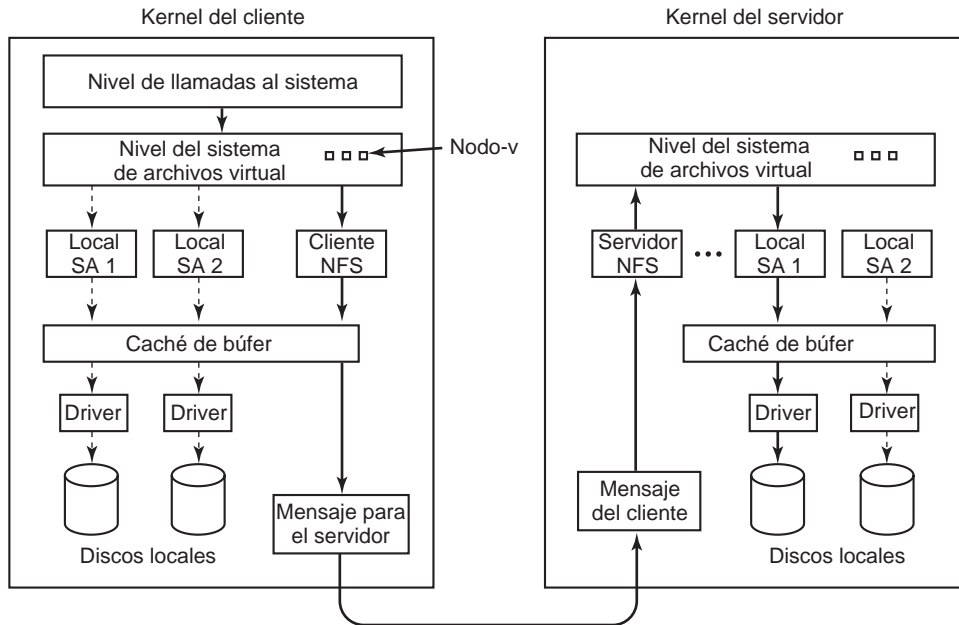 Kernel del cliente
Nivel de llamadas al sistema
Nivel del sistema
de archivos virtual
Nodo-v
Local
SA 1
Local
SA 2
Cliente
NFS
Caché de búfer
Driver
Driver
Discos locales
Mensaje para
el servidor
Kernel del servidor
Nivel del sistema
de archivos virtual
Servidor
NFS
Local
SA 1
Local
SA 2
Caché de búfer
Driver
Driver
Mensaje
del cliente
Discos locales